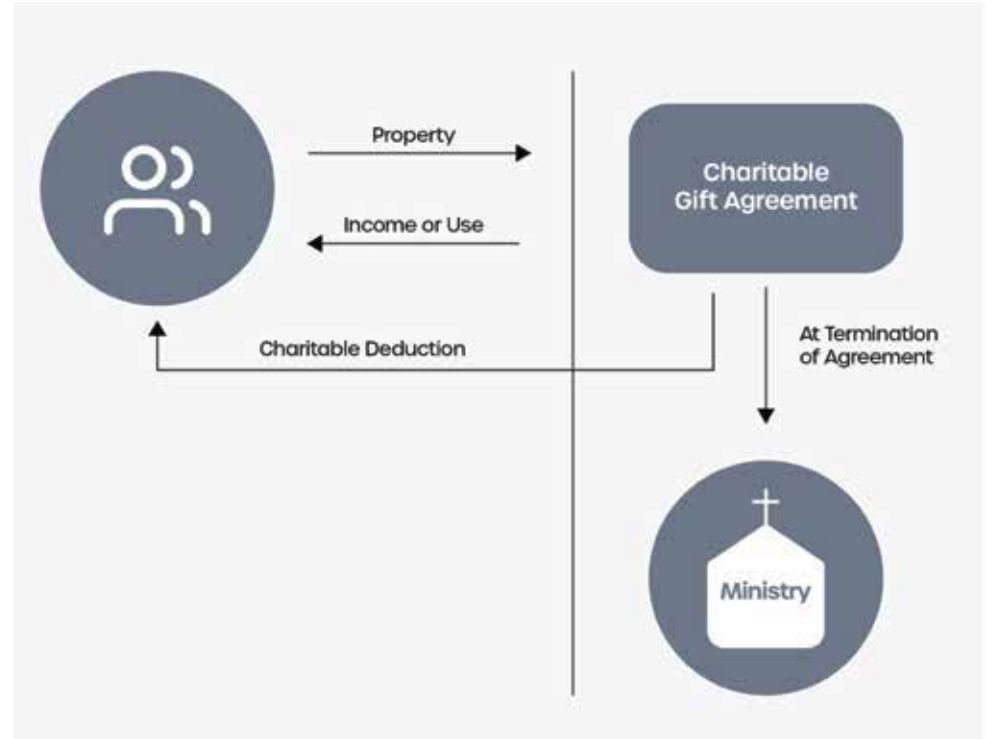 Property
Charitable
Gift Agreement
Income or Use
Charitable Deduction
At Termination
of Agreement
Ministry